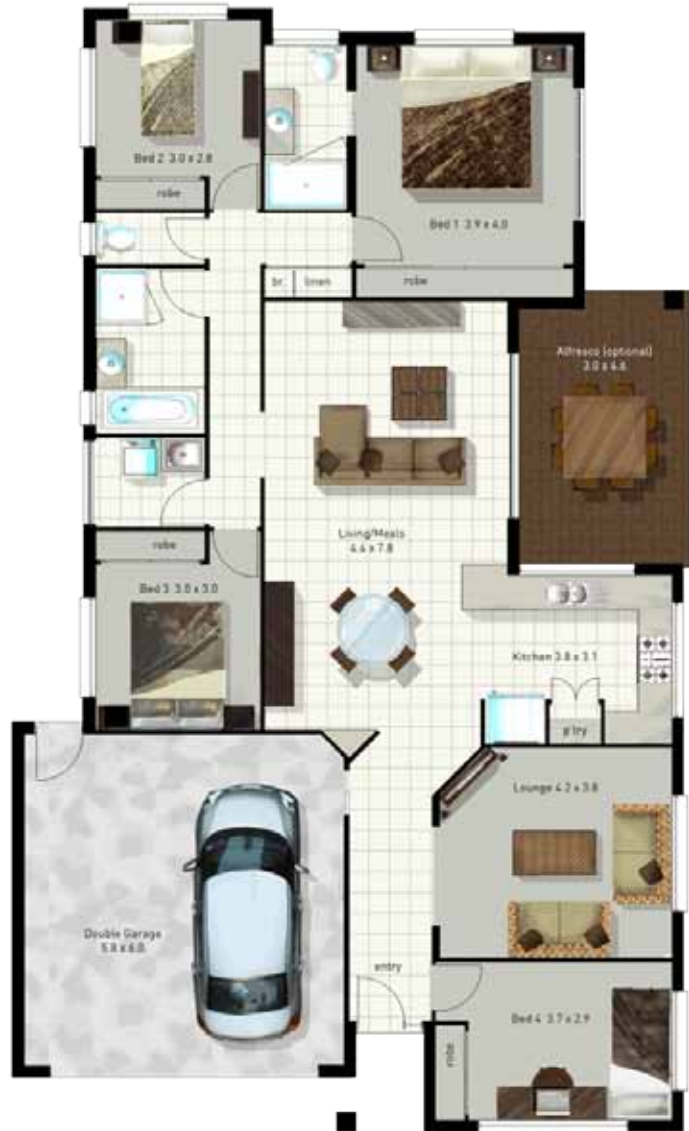 Bed 2 3.0 x 2.8
robe
Bed 1 3.9 x 4.0
br
linen
robe
Alfresco (optional)
3.0 x 4.6
Living/Meals
4.4 x 7.8
robe
Bed 3 3.0 x 3.0
Kitchen 3.8 x 3.1
p'try
Lounge 4.2 x 3.8
Double Garage
5.8 x 6.0
entry
Bed 4 3.7 x 2.9
robe